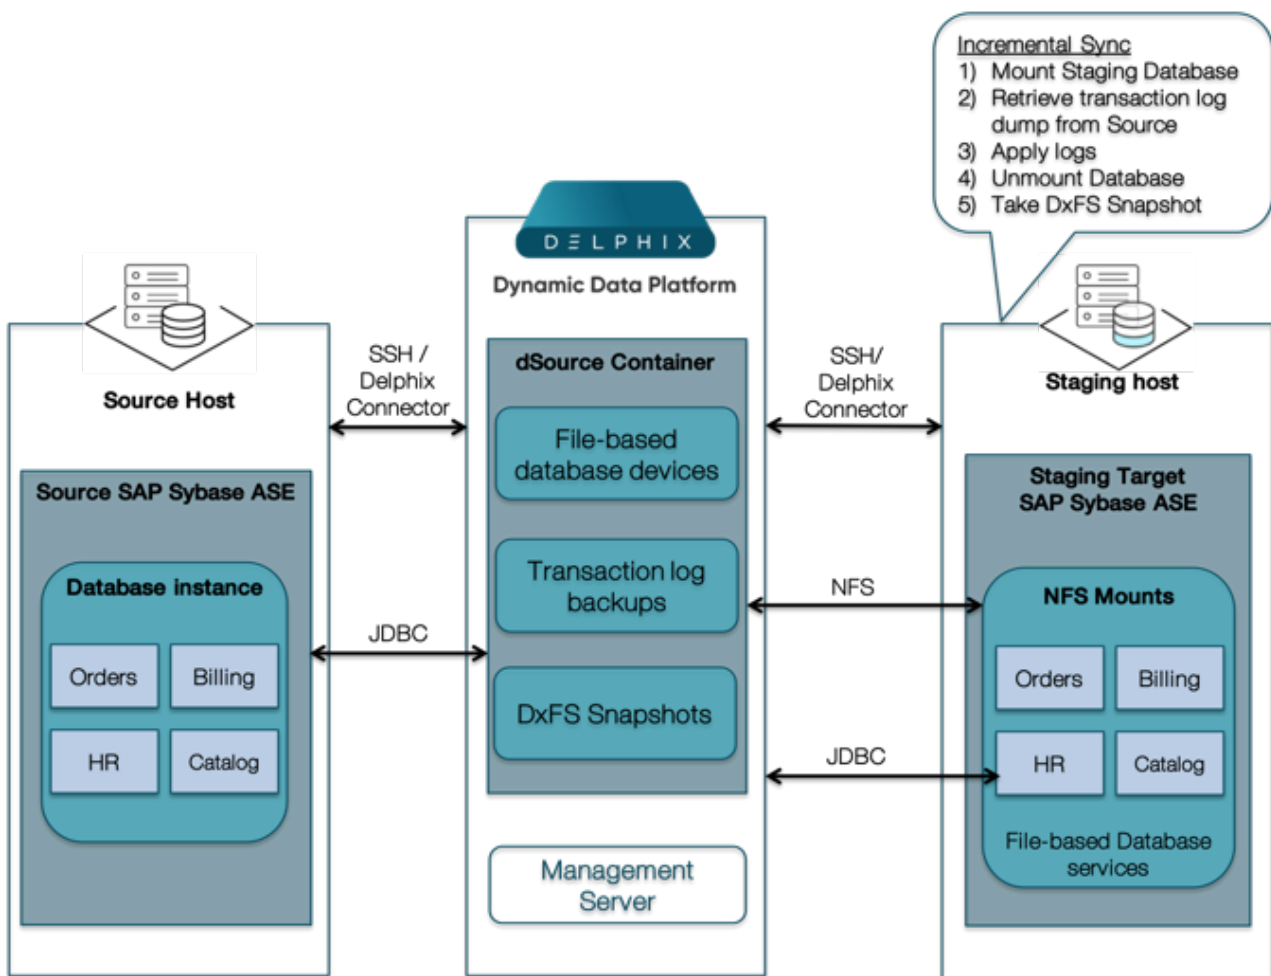 Incremental Sync
1) Mount Staging Database
2) Retrieve transaction log
dump from Source
3) Apply logs
4) Unmount Database
5) Take DxFS Snapshot
DELPHIX
Dynamic Data Platform
Source Host
SSH /
Delphix
Connector
dSource Container
SSH/
Delphix
Connector
Staging host
File-based
database devices
Source SAP Sybase ASE
Staging Target
SAP Sybase ASE
Database instance
Transaction log
backups
NFS
NFS Mounts
JDBC
Orders
Billing
DxFS Snapshots
Orders
Billing
HR
Catalog
JDBC
HR
Catalog
File-based Database
services
Management
Server